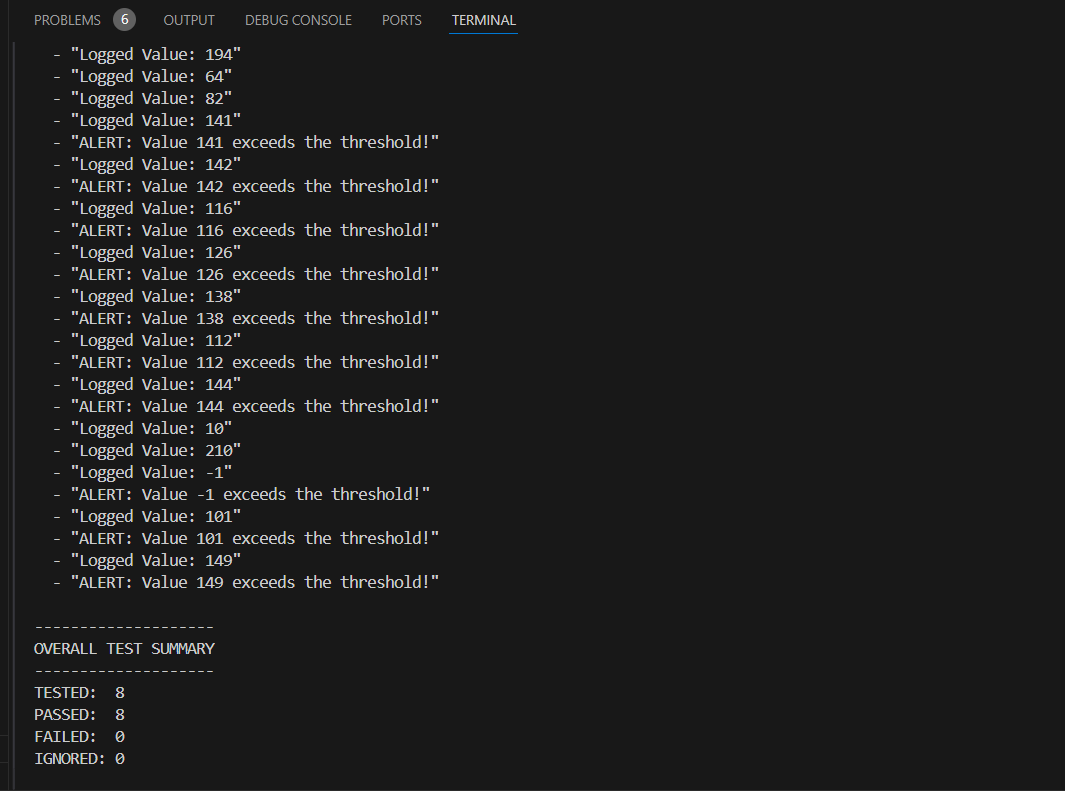 PROBLEMS 6 OUTPUT DEBUG CONSOLE PORTS TERMINAL
- "Logged Value: 194"
- "Logged Value: 64"
- "Logged Value: 82"
- "Logged Value: 141"
- "ALERT: Value 141 exceeds the threshold!"
- "Logged Value: 142"
- "ALERT: Value 142 exceeds the threshold!"
- "Logged Value: 116"
- "ALERT: Value 116 exceeds the threshold!"
- "Logged Value: 126"
- "ALERT: Value 126 exceeds the threshold!"
- "Logged Value: 138"
- "ALERT: Value 138 exceeds the threshold!"
- "Logged Value: 112"
- "ALERT: Value 112 exceeds the threshold!"
- "Logged Value: 144"
- "ALERT: Value 144 exceeds the threshold!"
- "Logged Value: 10"
- "Logged Value: 210"
- "Logged Value: -1"
- "ALERT: Value -1 exceeds the threshold!"
- "Logged Value: 101"
- "ALERT: Value 101 exceeds the threshold!"
- "Logged Value: 149"
- "ALERT: Value 149 exceeds the threshold!"
--------------------
OVERALL TEST SUMMARY
--------------------
TESTED: 8
PASSED: 8
FAILED: 0
IGNORED: 0